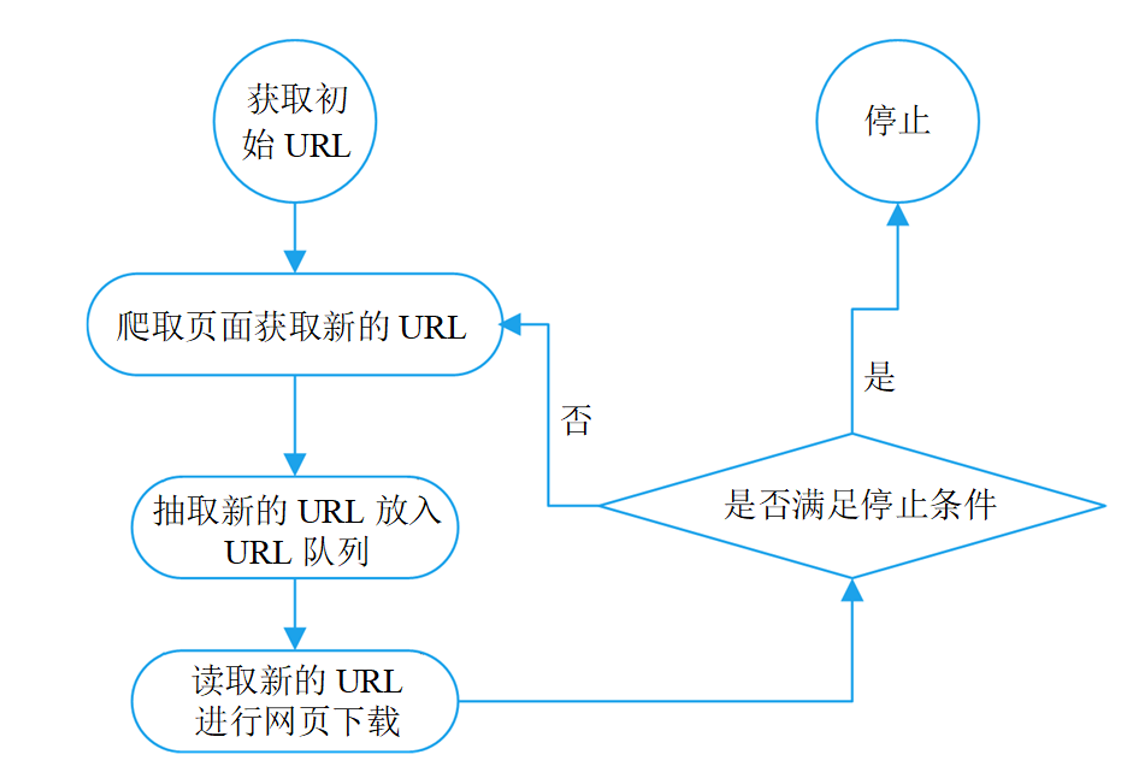 获取初
始 URL
停止
爬取页面获取新的 URL
是
否
抽取新的 URL 放入
URL 队列
是否满足停止条件
读取新的 URL
进行网页下载